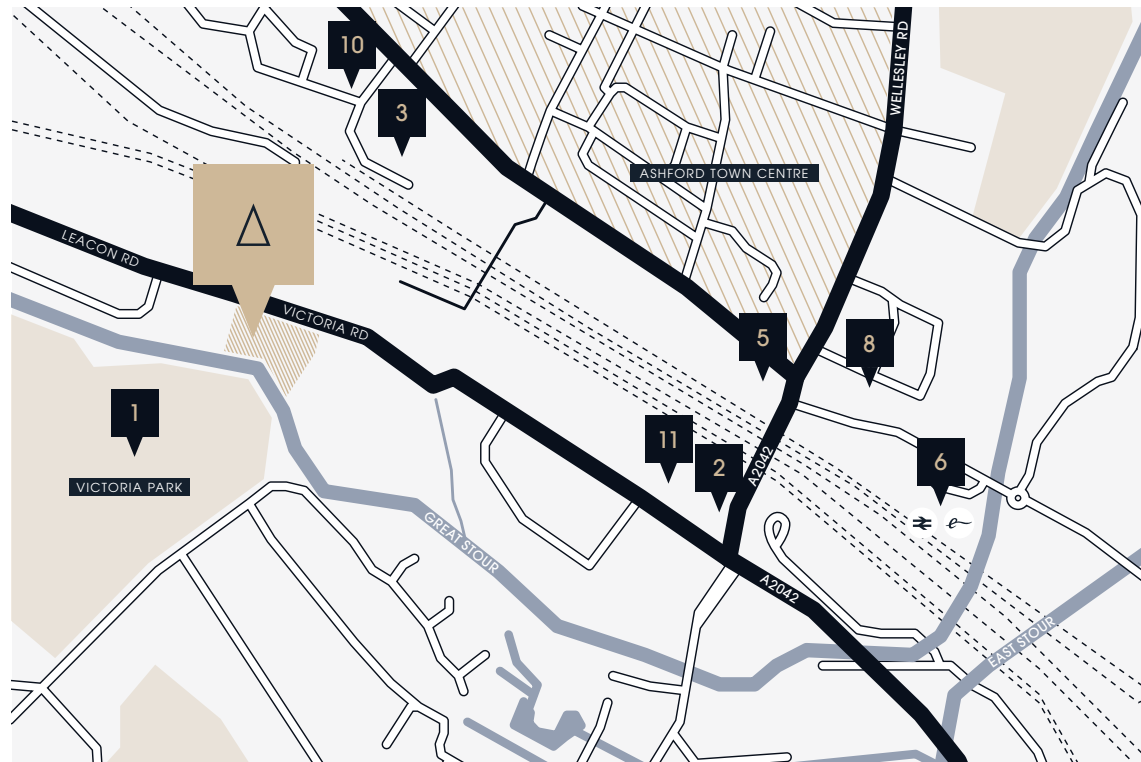 10
WELLESLEY RD
3
ASHFORD TOWN CENTRE
LEACON RD
VICTORIA RD
5
8
1
11
2
A2042
6
VICTORIA PARK
GREAT STOUR
A2042
EAST STOUR